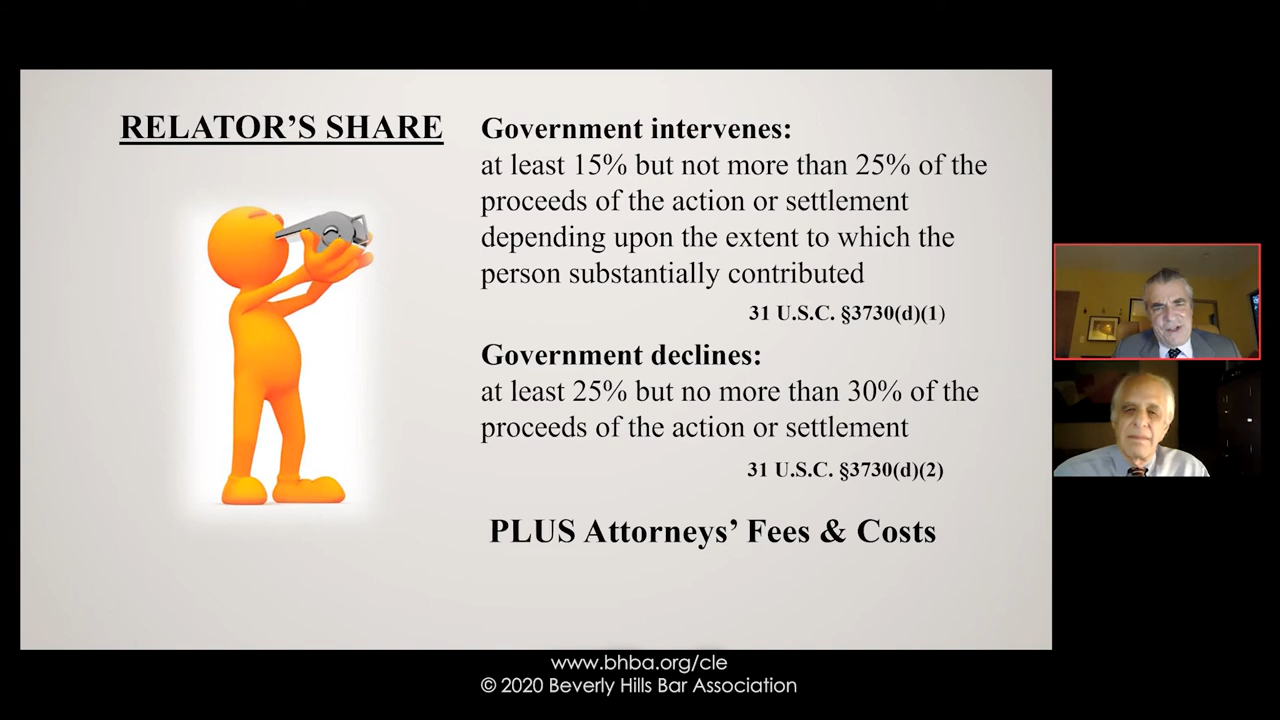 RELATOR'S SHARE
Government intervenes:
at least 15% but not more than 25% of the
proceeds of the action or settlement
depending upon the extent to which the
person substantially contributed
31 U.S.C. §3730(d)(1)
Government declines:
at least 25% but no more than 30% of the
proceeds of the action or settlement
31 U.S.C. §3730(d)(2)
PLUS Attorneys' Fees & Costs
www.bhba.org/cle
© 2020 Beverly Hills Bar Association